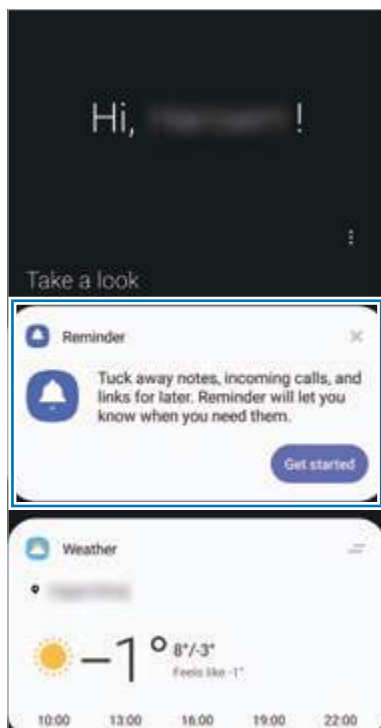 Hi, !
Take a look
Reminder
Tuck away notes, incoming calls, and
links for later. Reminder will let you
know when you need them.
Get started
Weather
–1° 8°/-3°
Feels like -1°
10:00 13:00 16:00 19:00 22:00